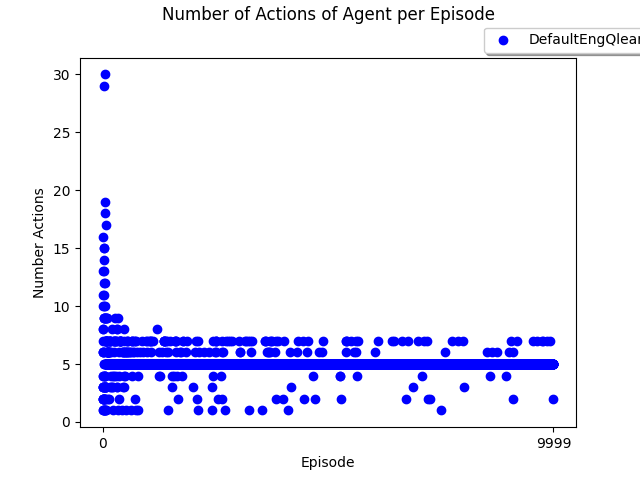 Number of Actions of Agent per Episode
DefaultEngQlear
30
25
20
15
10
5
0
Number Actions
0
9999
Episode